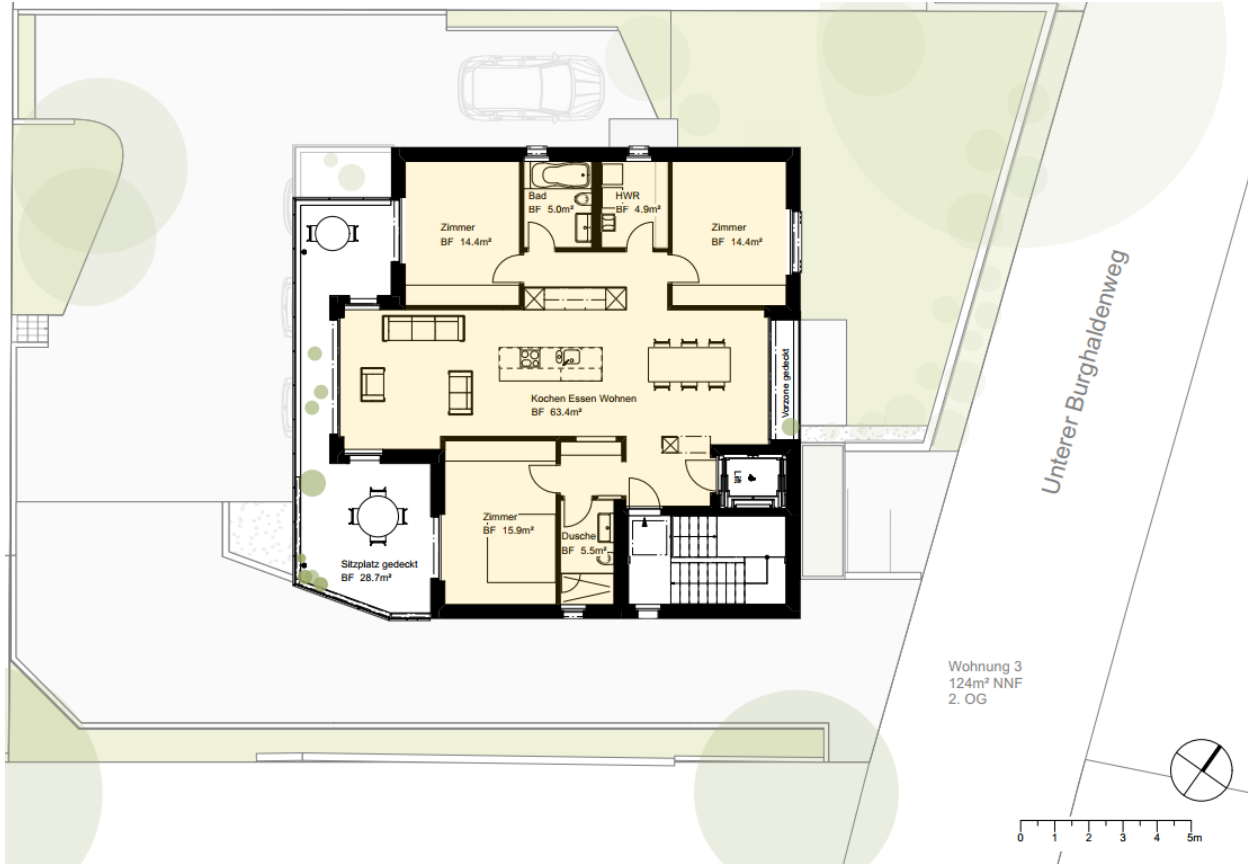 Bad
BF 5.0m²
HWR
BF 4.9m²
Zimmer
BF 14.4m²
Zimmer
BF 14.4m²
Vorzone gedeckt
Kochen Essen Wohnen
BF 63.4m²
Lift
Zimmer
BF 15.9m²
Dusche
BF 5.5m²
Sitzplatz gedeckt
BF 28.7m²
Unterer Burghaldenweg
Wohnung 3
124m² NNF
2. OG
0 1 2 3 4 5m